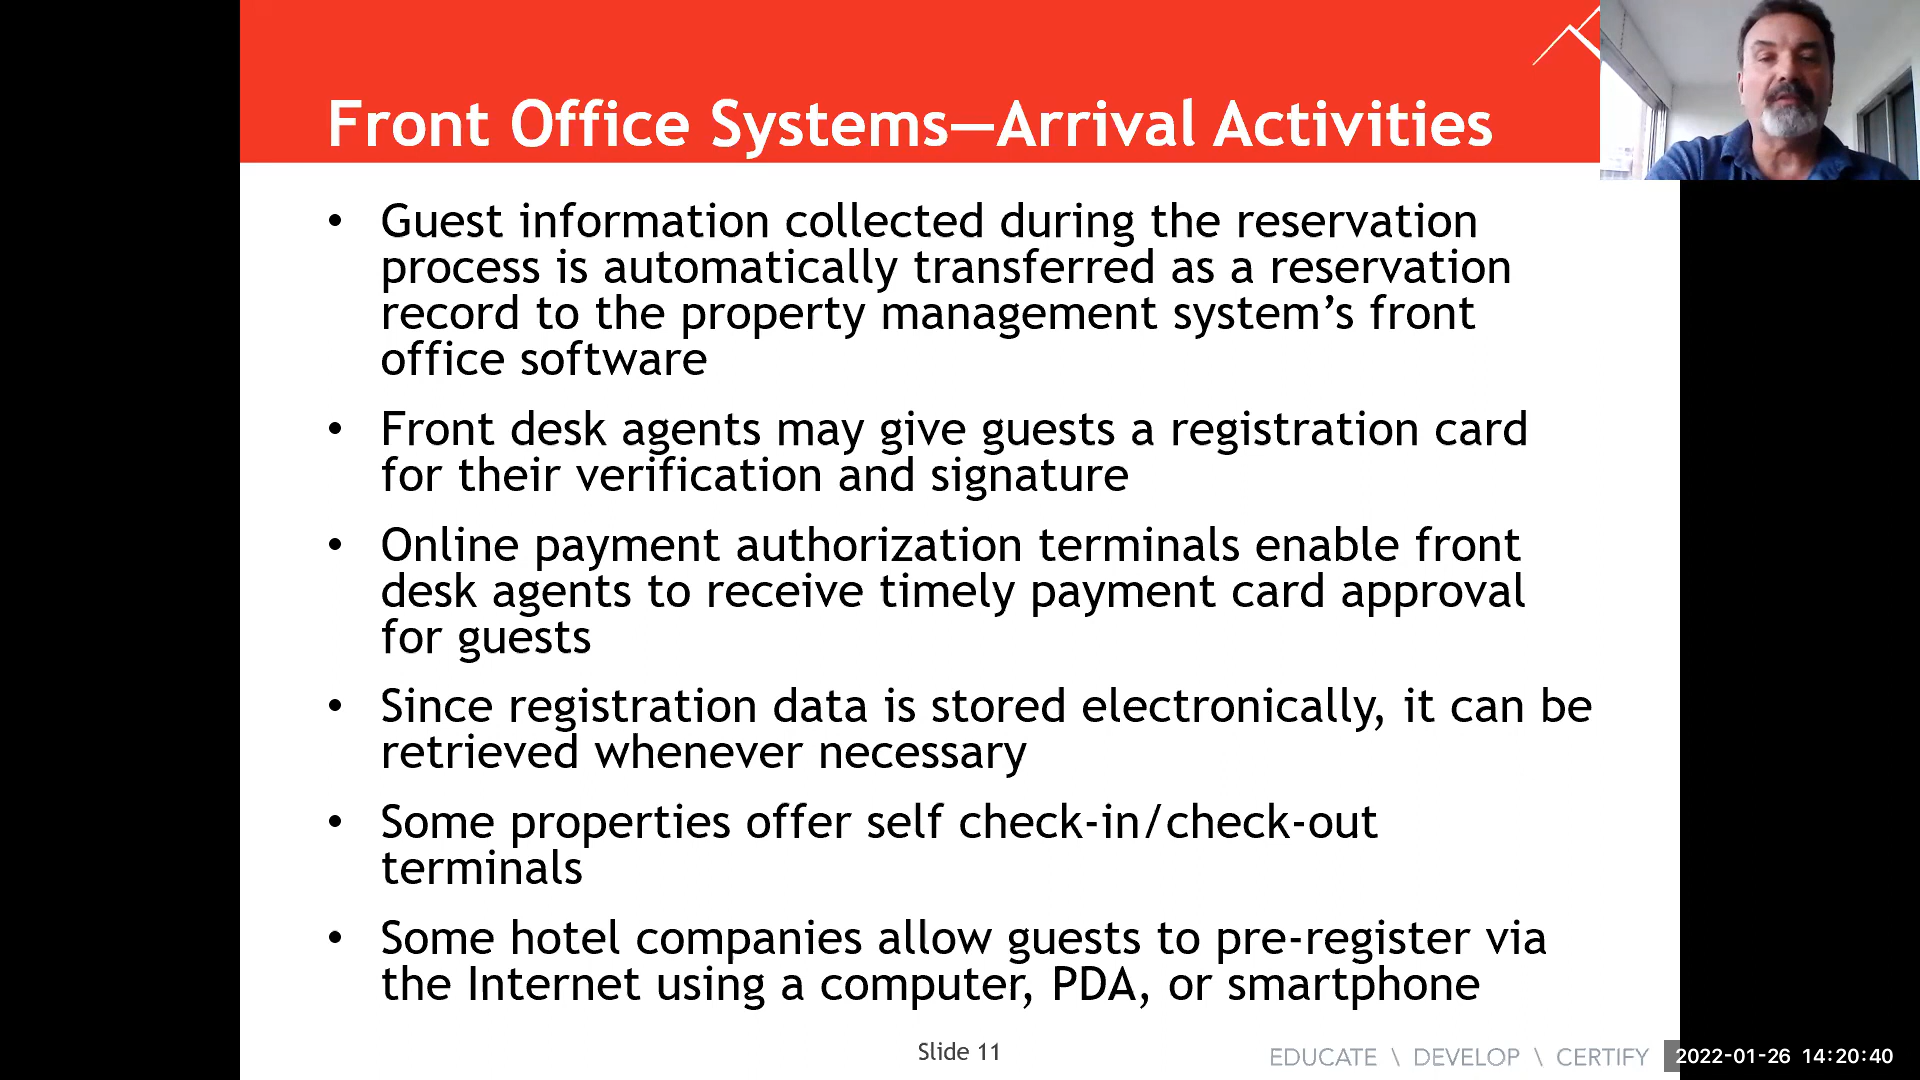 Front Office Systems—Arrival Activities
• Guest information collected during the reservation
process is automatically transferred as a reservation
record to the property management system’s front
office software
• Front desk agents may give guests a registration card
for their verification and signature
• Online payment authorization terminals enable front
desk agents to receive timely payment card approval
for guests
• Since registration data is stored electronically, it can be
retrieved whenever necessary
• Some properties offer self check-in/check-out
terminals
• Some hotel companies allow guests to pre-register via
the Internet using a computer, PDA, or smartphone
Slide 11
EDUCATE \ DEVELOP \ CERTIFY
2022-01-26 14:20:40